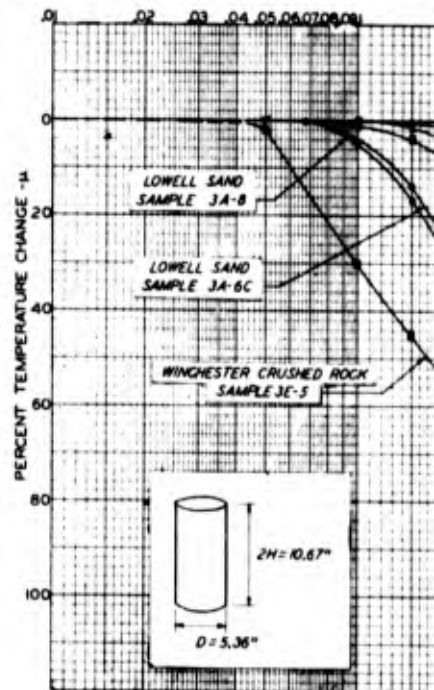 .01 .02 .03 .04 .05 .06 .07 .08 .09 .1
PERCENT TEMPERATURE CHANGE -μ
0
20
40
60
80
100
LOWELL SAND
SAMPLE 3A-8
LOWELL SAND
SAMPLE 3A-6C
WINCHESTER CRUSHED ROCK
SAMPLE 3E-5
2H = 10.67"
D = 5.36"